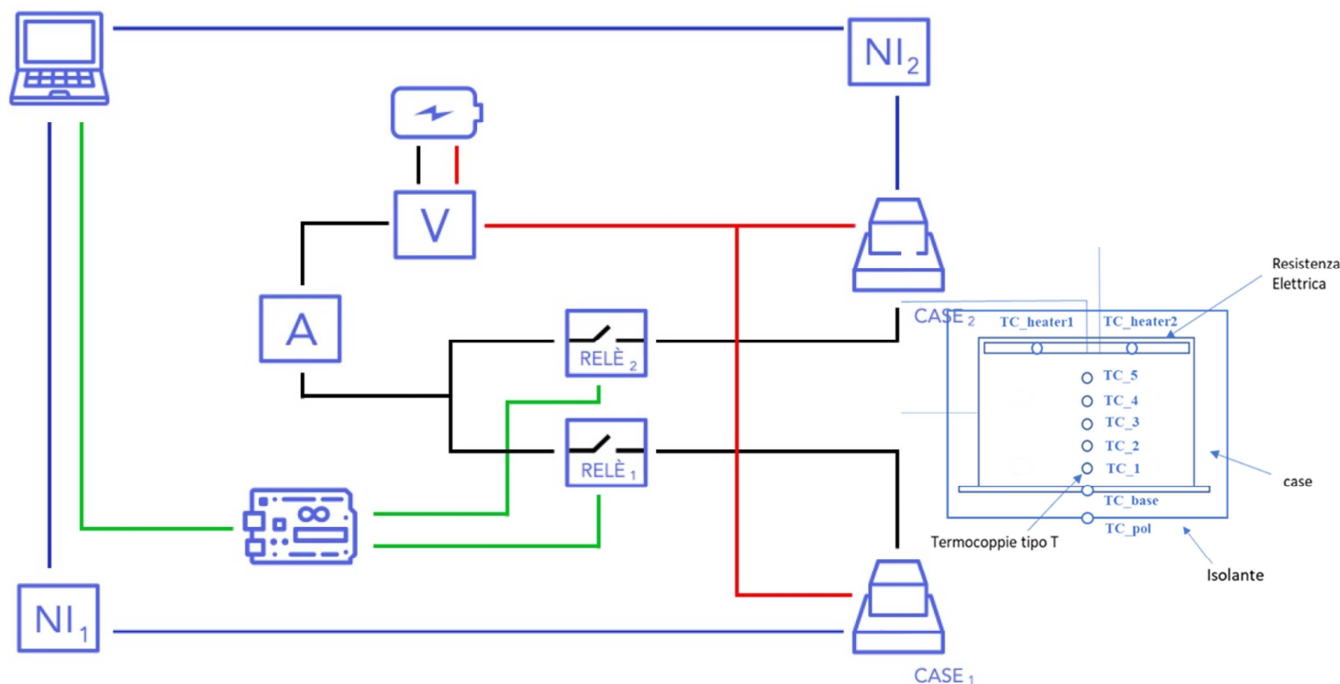 NI2
V
A
Resistenza
Elettrica
CASE 2
TC_heater1
TC_heater2
RELÈ 2
TC_5
TC_4
TC_3
TC_2
TC_1
RELÈ 1
case
TC_base
TC_pol
Termocoppie tipo T
Isolante
NI1
CASE 1